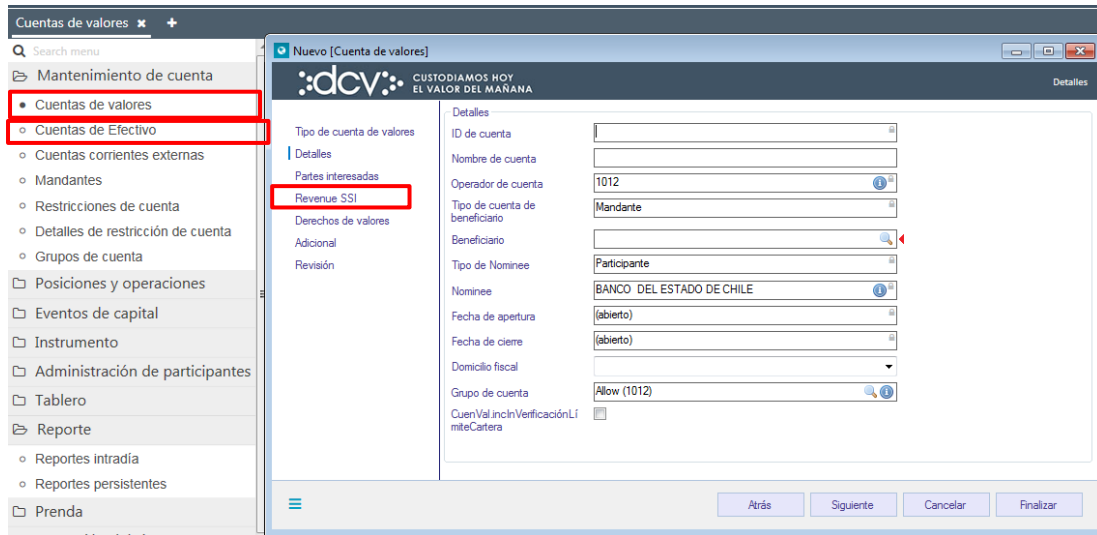 Cuentas de valores
Search menu
Mantenimiento de cuenta
Cuentas de valores
Cuentas de Efectivo
Cuentas corrientes externas
Mandantes
Restricciones de cuenta
Detalles de restricción de cuenta
Grupos de cuenta
Posiciones y operaciones
Eventos de capital
Instrumento
Administración de participantes
Tablero
Reporte
Reportes intradía
Reportes persistentes
Prenda
Nuevo [Cuenta de valores]
dcv CUSTODIAMOS HOY
EL VALOR DEL MAÑANA
Detalles
Tipo de cuenta de valores
Detalles
Partes interesadas
Revenue SSI
Derechos de valores
Adicional
Revisión
Detalles
ID de cuenta
Nombre de cuenta
Operador de cuenta 1012
Tipo de cuenta de
beneficiario Mandante
Beneficiario
Tipo de Nominee Participante
Nominee BANCO DEL ESTADO DE CHILE
Fecha de apertura (abierto)
Fecha de cierre (abierto)
Domicilio fiscal
Grupo de cuenta Allow (1012)
CuenVal.incInVerificaciónLí
miteCartera
Atrás Siguiente Cancelar Finalizar